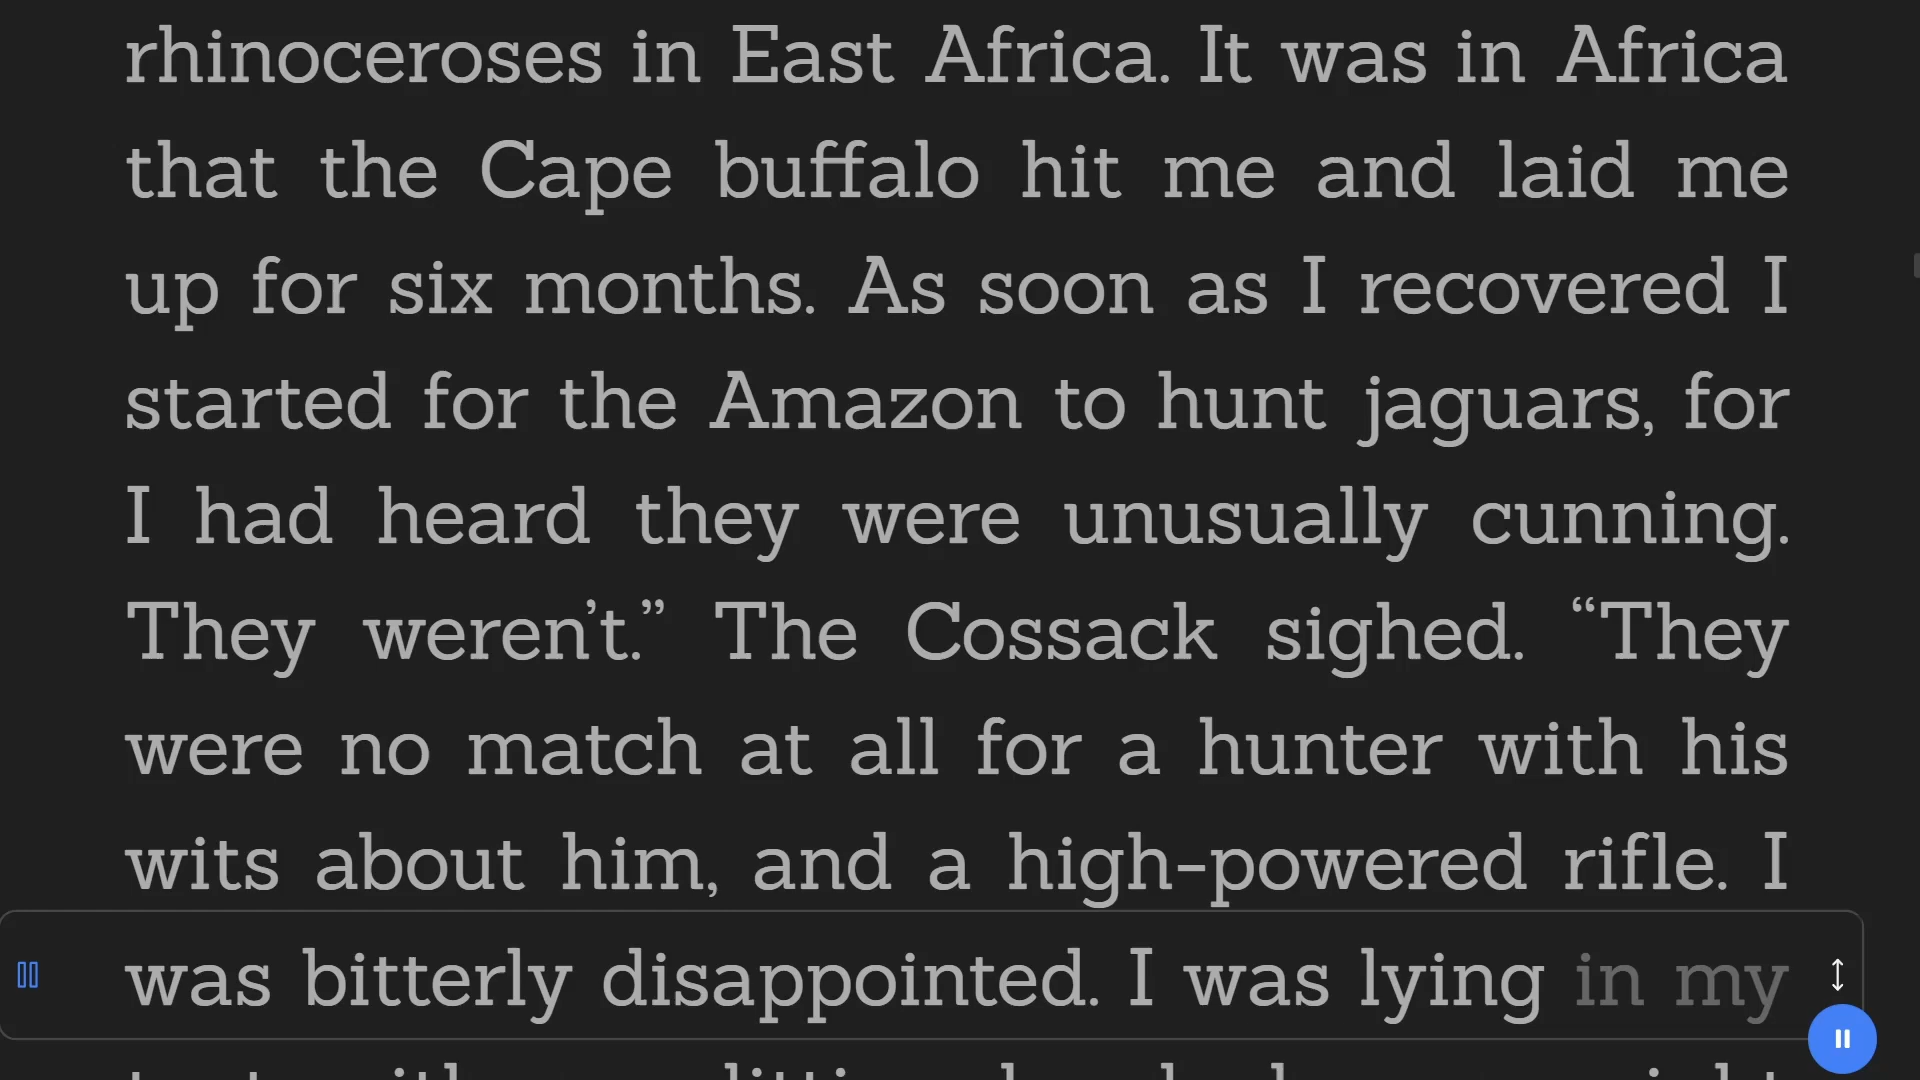 rhinoceroses in East Africa. It was in Africa
that the Cape buffalo hit me and laid me
up for six months. As soon as I recovered I
started for the Amazon to hunt jaguars, for
I had heard they were unusually cunning.
They weren’t.” The Cossack sighed. “They
were no match at all for a hunter with his
wits about him, and a high-powered rifle. I
was bitterly disappointed. I was lying in my